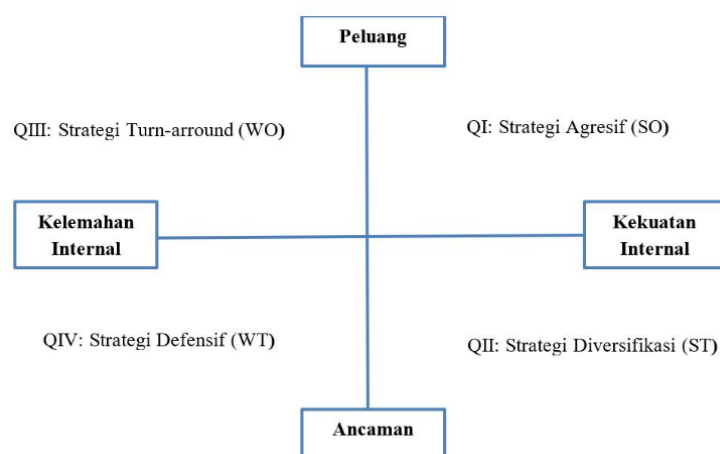 Peluang
QIII: Strategi Turn-arround (WO)
QI: Strategi Agresif (SO)
Kelemahan
Internal
Kekuatan
Internal
QIV: Strategi Defensif (WT)
QII: Strategi Diversifikasi (ST)
Ancaman